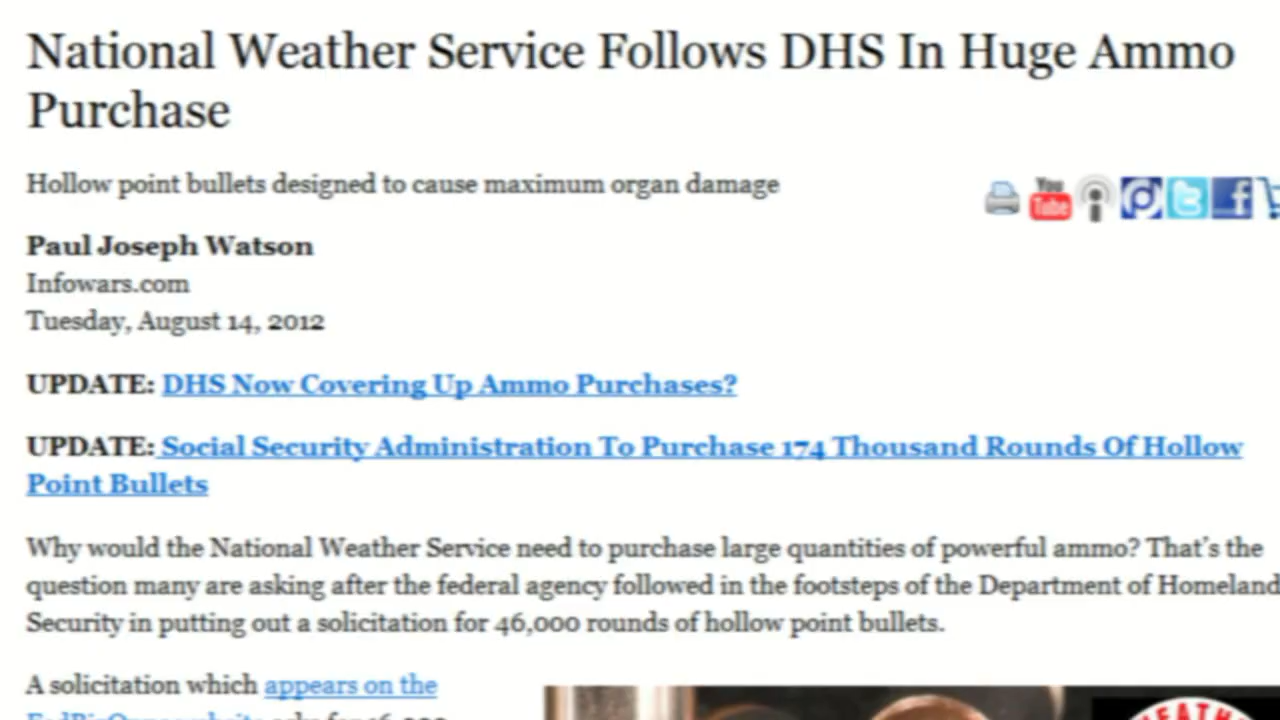 National Weather Service Follows DHS In Huge Ammo
Purchase
Hollow point bullets designed to cause maximum organ damage
You
Tube
Paul Joseph Watson
Infowars.com
Tuesday, August 14, 2012
UPDATE: DHS Now Covering Up Ammo Purchases?
UPDATE: Social Security Administration To Purchase 174 Thousand Rounds Of Hollow
Point Bullets
Why would the National Weather Service need to purchase large quantities of powerful ammo? That's the
question many are asking after the federal agency followed in the footsteps of the Department of Homeland
Security in putting out a solicitation for 46,000 rounds of hollow point bullets.
A solicitation which appears on the